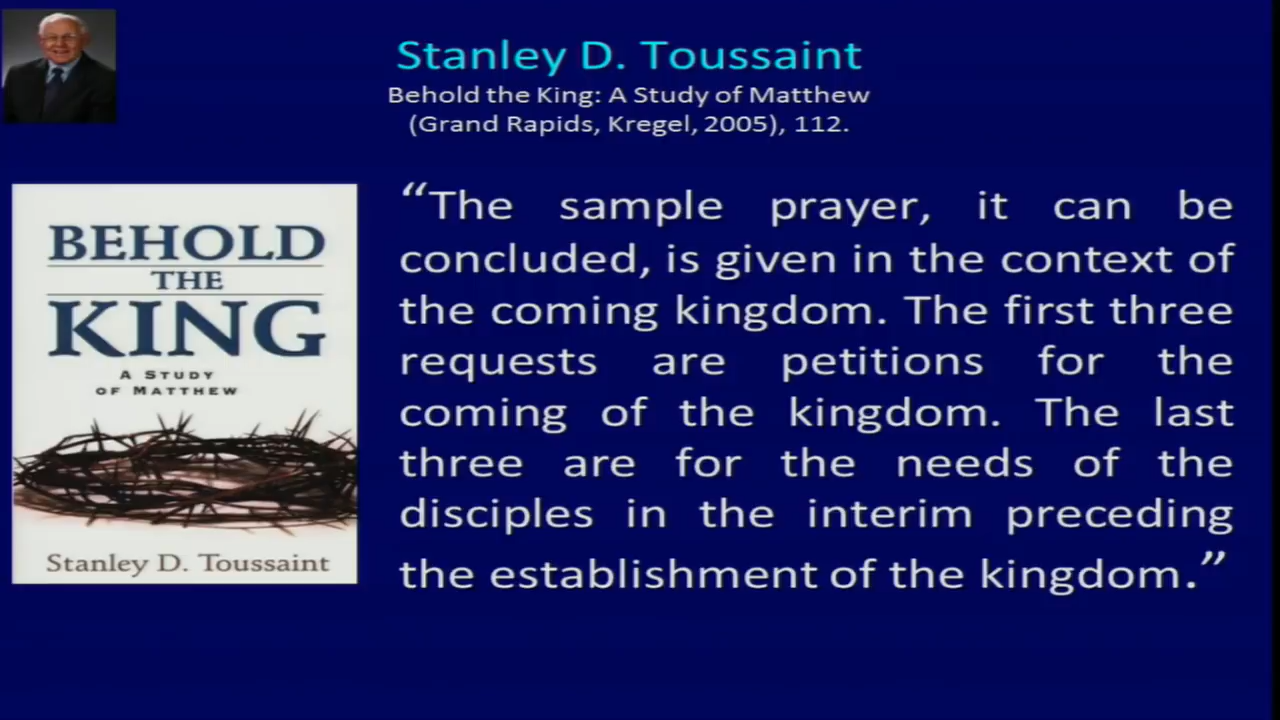 Stanley D. Toussaint
Behold the King: A Study of Matthew
(Grand Rapids, Kregel, 2005), 112.
BEHOLD
THE
KING
A STUDY
OF MATTHEW
Stanley D. Toussaint
“The sample prayer, it can be
concluded, is given in the context of
the coming kingdom. The first three
requests are petitions for the
coming of the kingdom. The last
three are for the needs of the
disciples in the interim preceding
the establishment of the kingdom.”